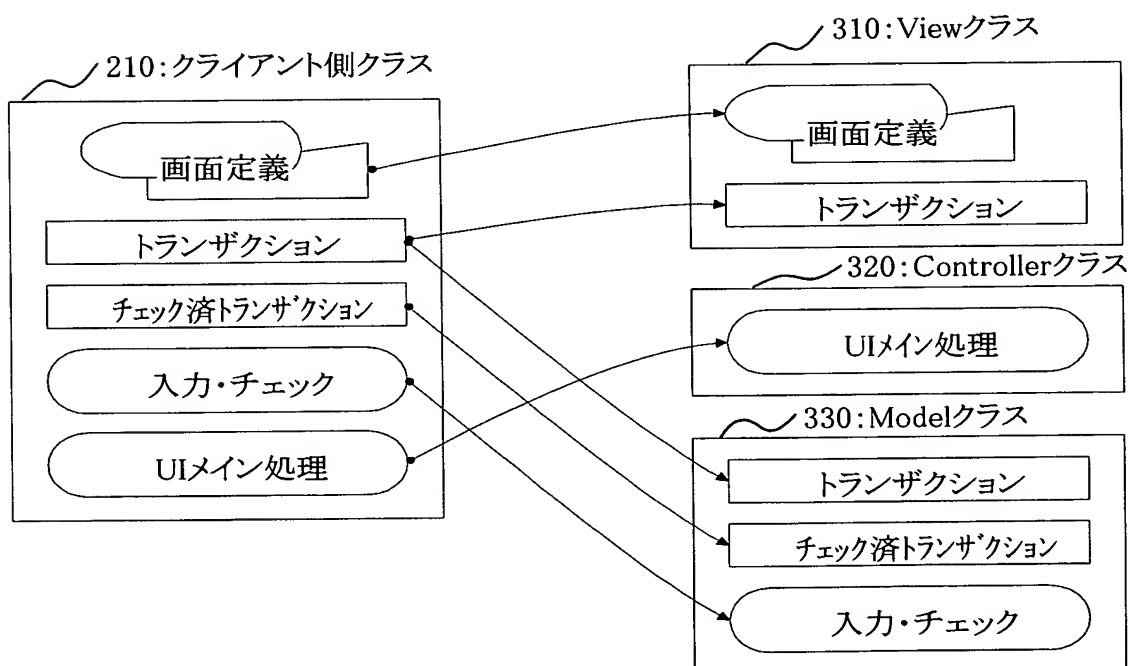 210:クライアント側クラス
画面定義
トランザクション
チェック済トランザクション
入力・チェック
UIメイン処理
310:Viewクラス
画面定義
トランザクション
320:Controllerクラス
UIメイン処理
330:Modelクラス
トランザクション
チェック済トランザクション
入力・チェック